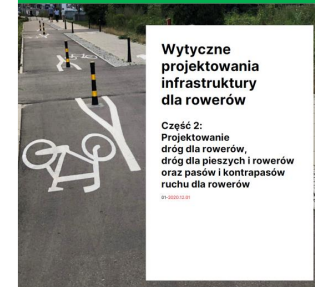 Wytyczne
projektowania
infrastruktury
dla rowerów
Część 2:
Projektowanie
dróg dla rowerów,
dróg dla pieszych i rowerów
oraz pasów i kontrapasów
ruchu dla rowerów